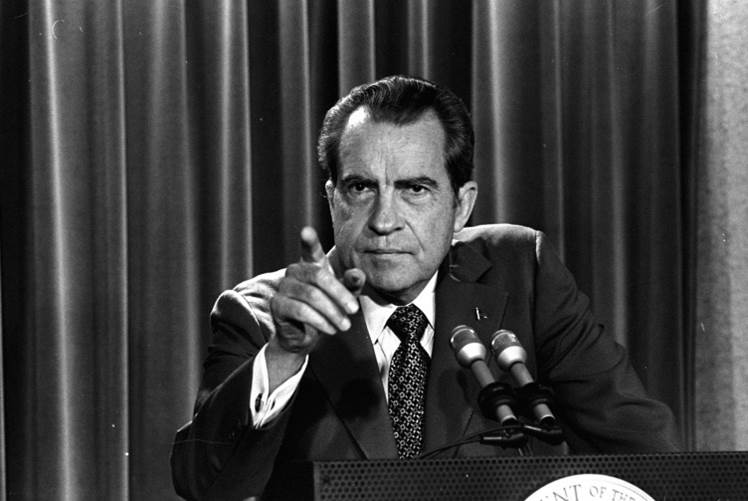 NT OF THE